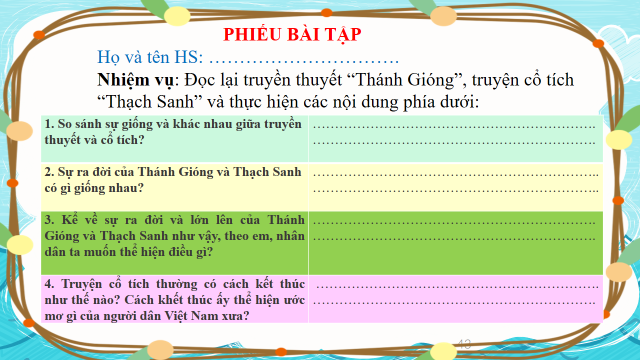 PHIẾU BÀI TẬP
Họ và tên HS: …………………………….
Nhiệm vụ: Đọc lại truyền thuyết “Thánh Gióng”, truyện cổ tích
“Thạch Sanh” và thực hiện các nội dung phía dưới:
1. So sánh sự giống và khác nhau giữa truyền
thuyết và cổ tích?
2. Sự ra đời của Thánh Gióng và Thạch Sanh
có gì giống nhau?
3. Kể về sự ra đời và lớn lên của Thánh
Gióng và Thạch Sanh như vậy, theo em, nhân
dân ta muốn thể hiện điều gì?
4. Truyện cổ tích thường có cách kết thúc
như thế nào? Cách khết thúc ấy thể hiện ước
mơ gì của người dân Việt Nam xưa?
43